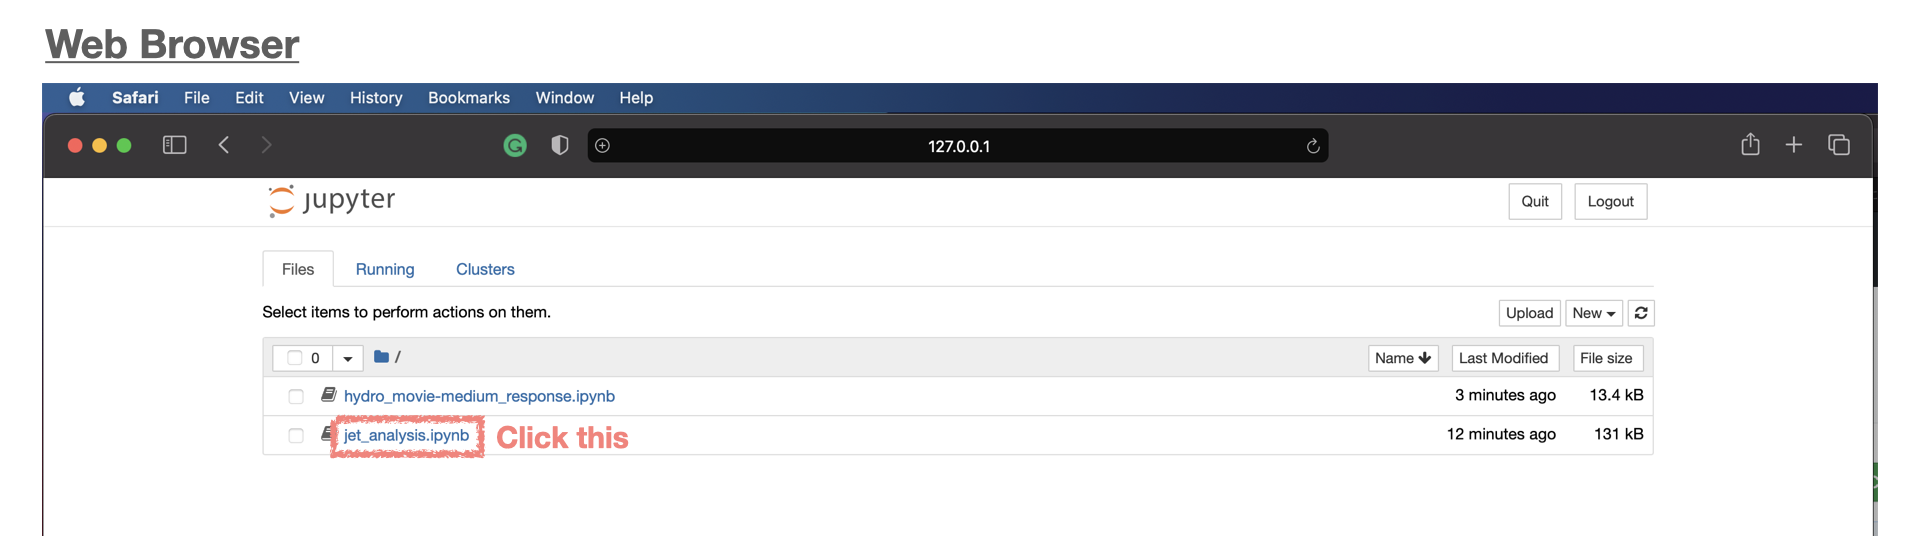 Web Browser
Safari File Edit View History Bookmarks Window Help
127.0.0.1
jupyter
Quit Logout
Files Running Clusters
Select items to perform actions on them.
Upload New
0 /
Name Last Modified File size
hydro_movie-medium_response.ipynb 3 minutes ago 13.4 kB
jet_analysis.ipynb Click this 12 minutes ago 131 kB